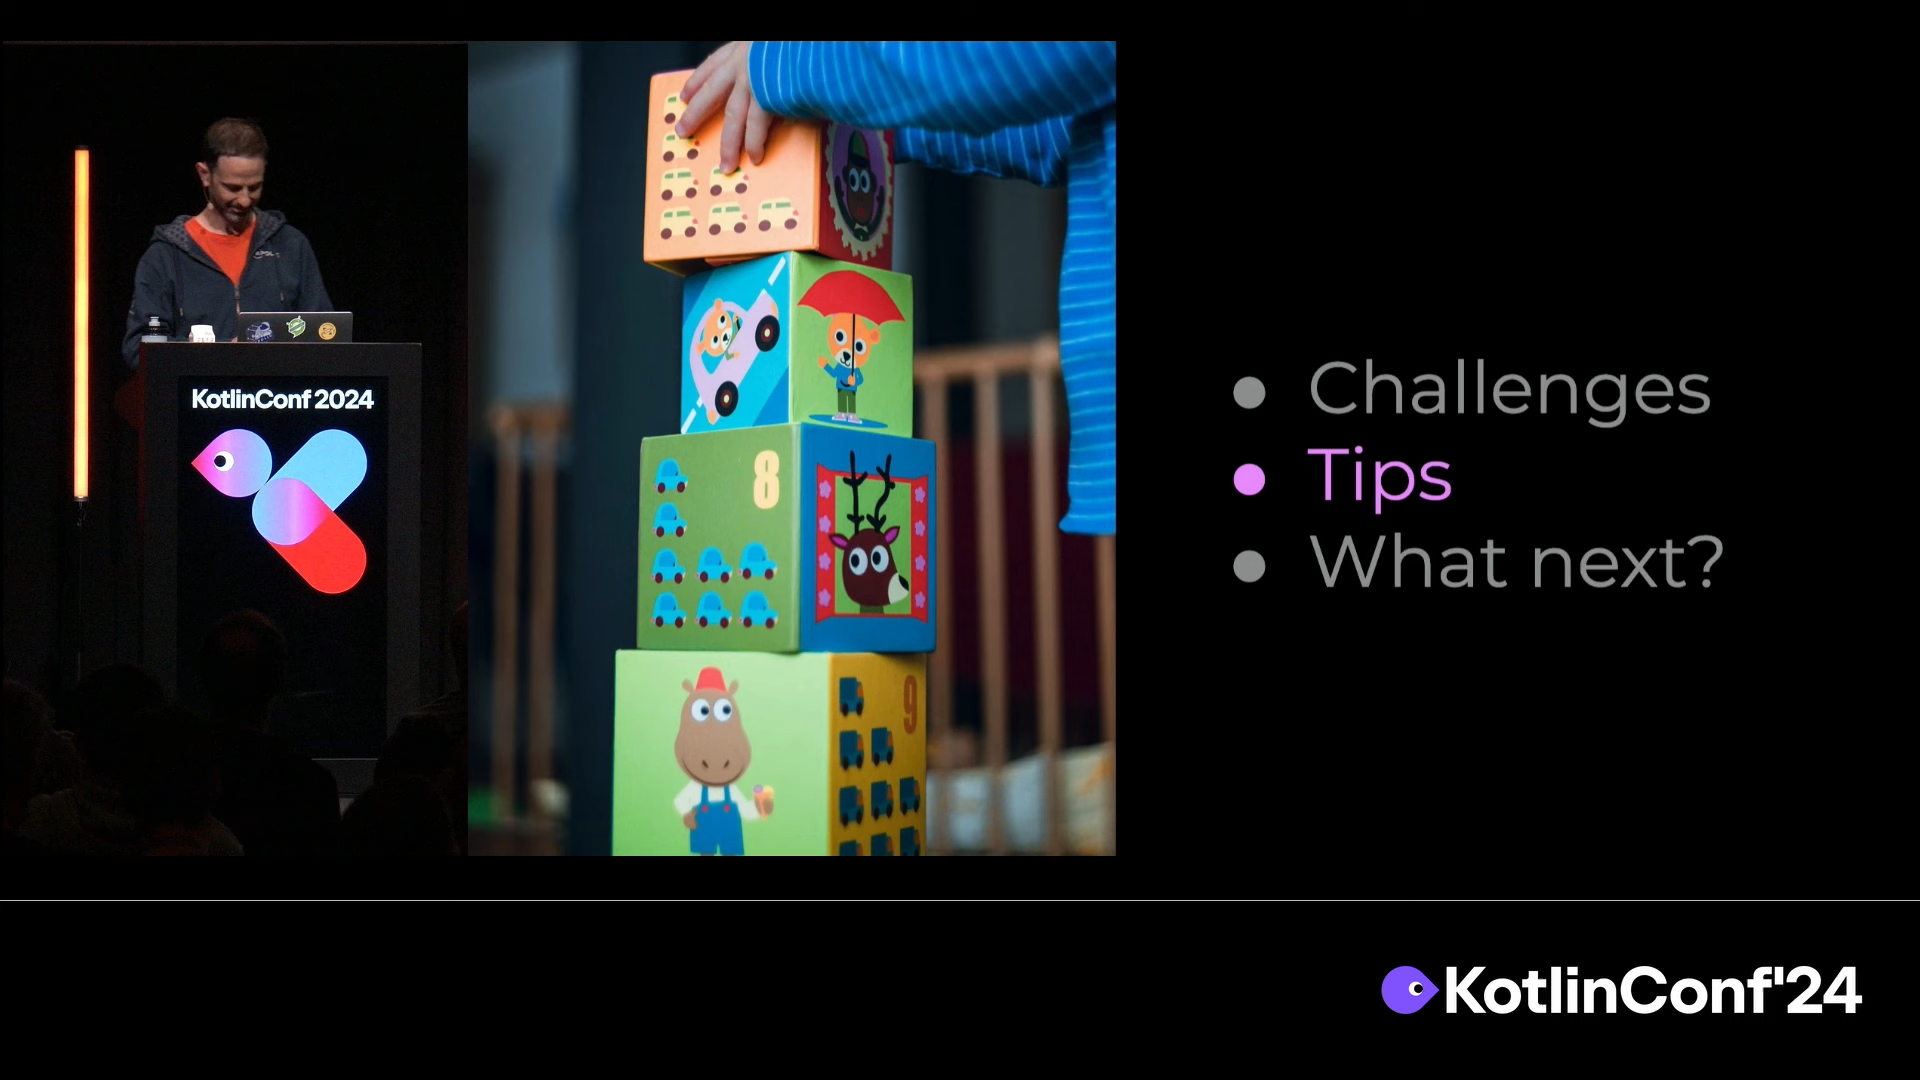 KotlinConf 2024
8
9
Challenges
Tips
What next?
KotlinConf'24